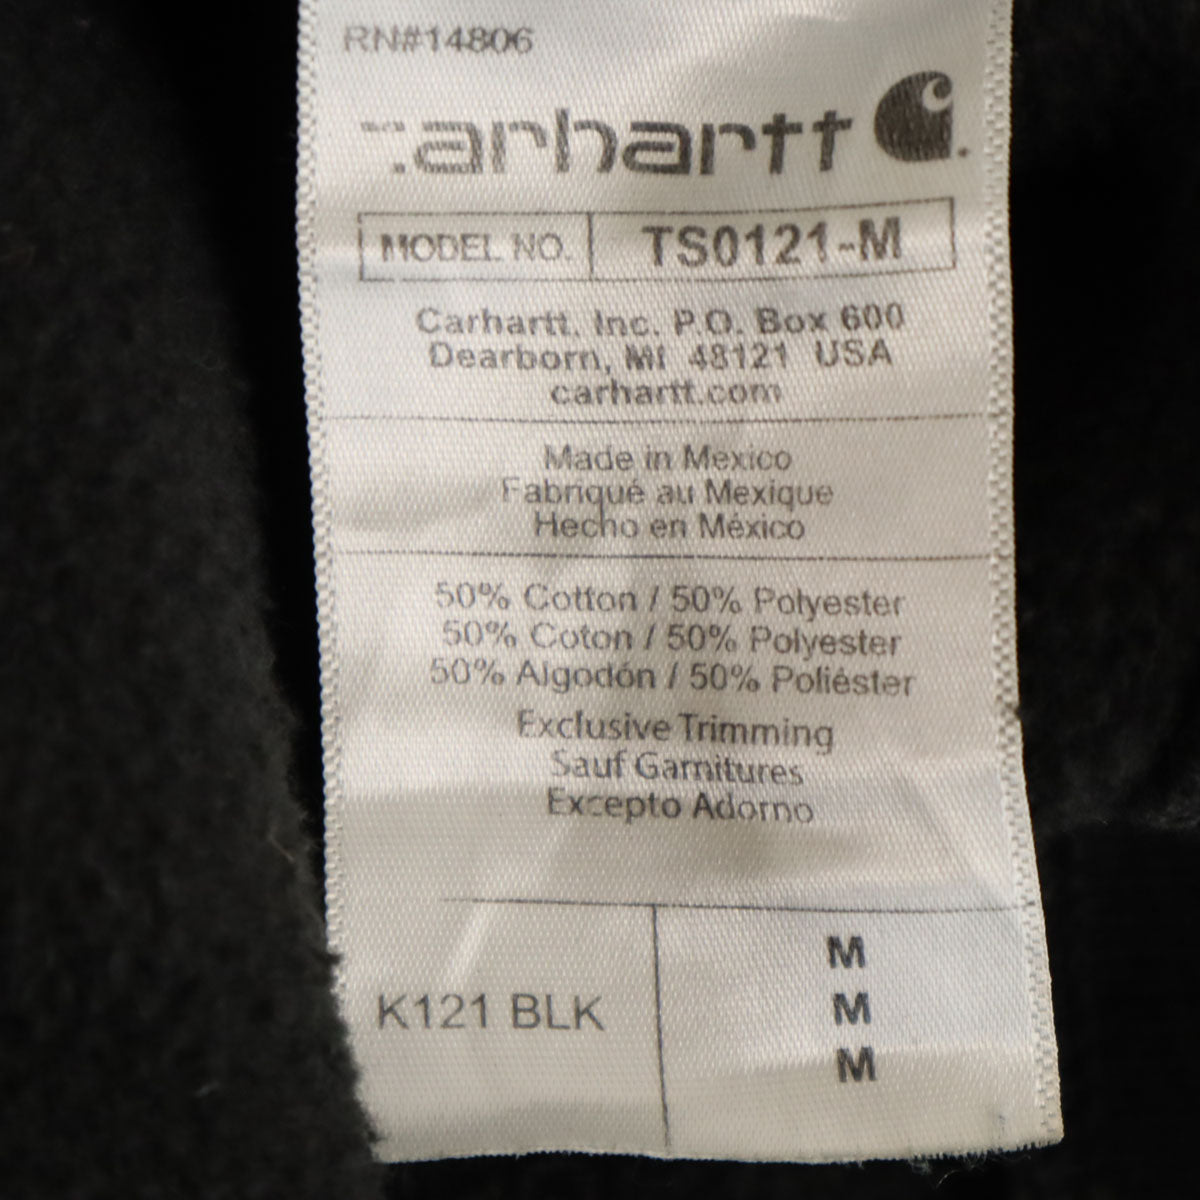 RN#14806
carhartt
MODEL NO. TS0121-M
Carhartt, Inc. P.O. Box 600
Dearborn, MI 48121 USA
carhartt.com
Made in Mexico
Fabriqué au Mexique
Hecho en México
50% Cotton / 50% Polyester
50% Coton / 50% Polyester
50% Algodón / 50% Poliéster
Exclusive Trimming
Sauf Garnitures
Excepto Adorno
K121 BLK
M
M
M